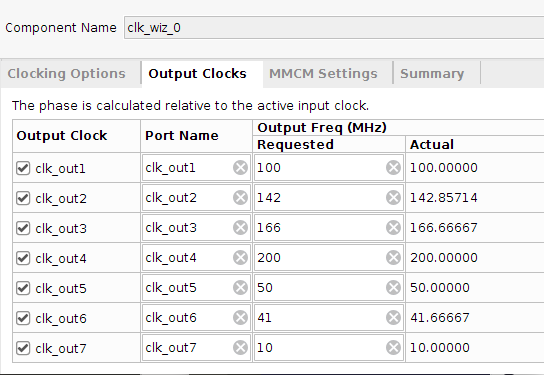 Component Name clk_wiz_0
Clocking Options Output Clocks MMCM Settings Summary
The phase is calculated relative to the active input clock.
Output Clock Port Name Output Freq (MHz)
Requested Actual
clk_out1 clk_out1 100 100.00000
clk_out2 clk_out2 142 142.85714
clk_out3 clk_out3 166 166.66667
clk_out4 clk_out4 200 200.00000
clk_out5 clk_out5 50 50.00000
clk_out6 clk_out6 41 41.66667
clk_out7 clk_out7 10 10.00000